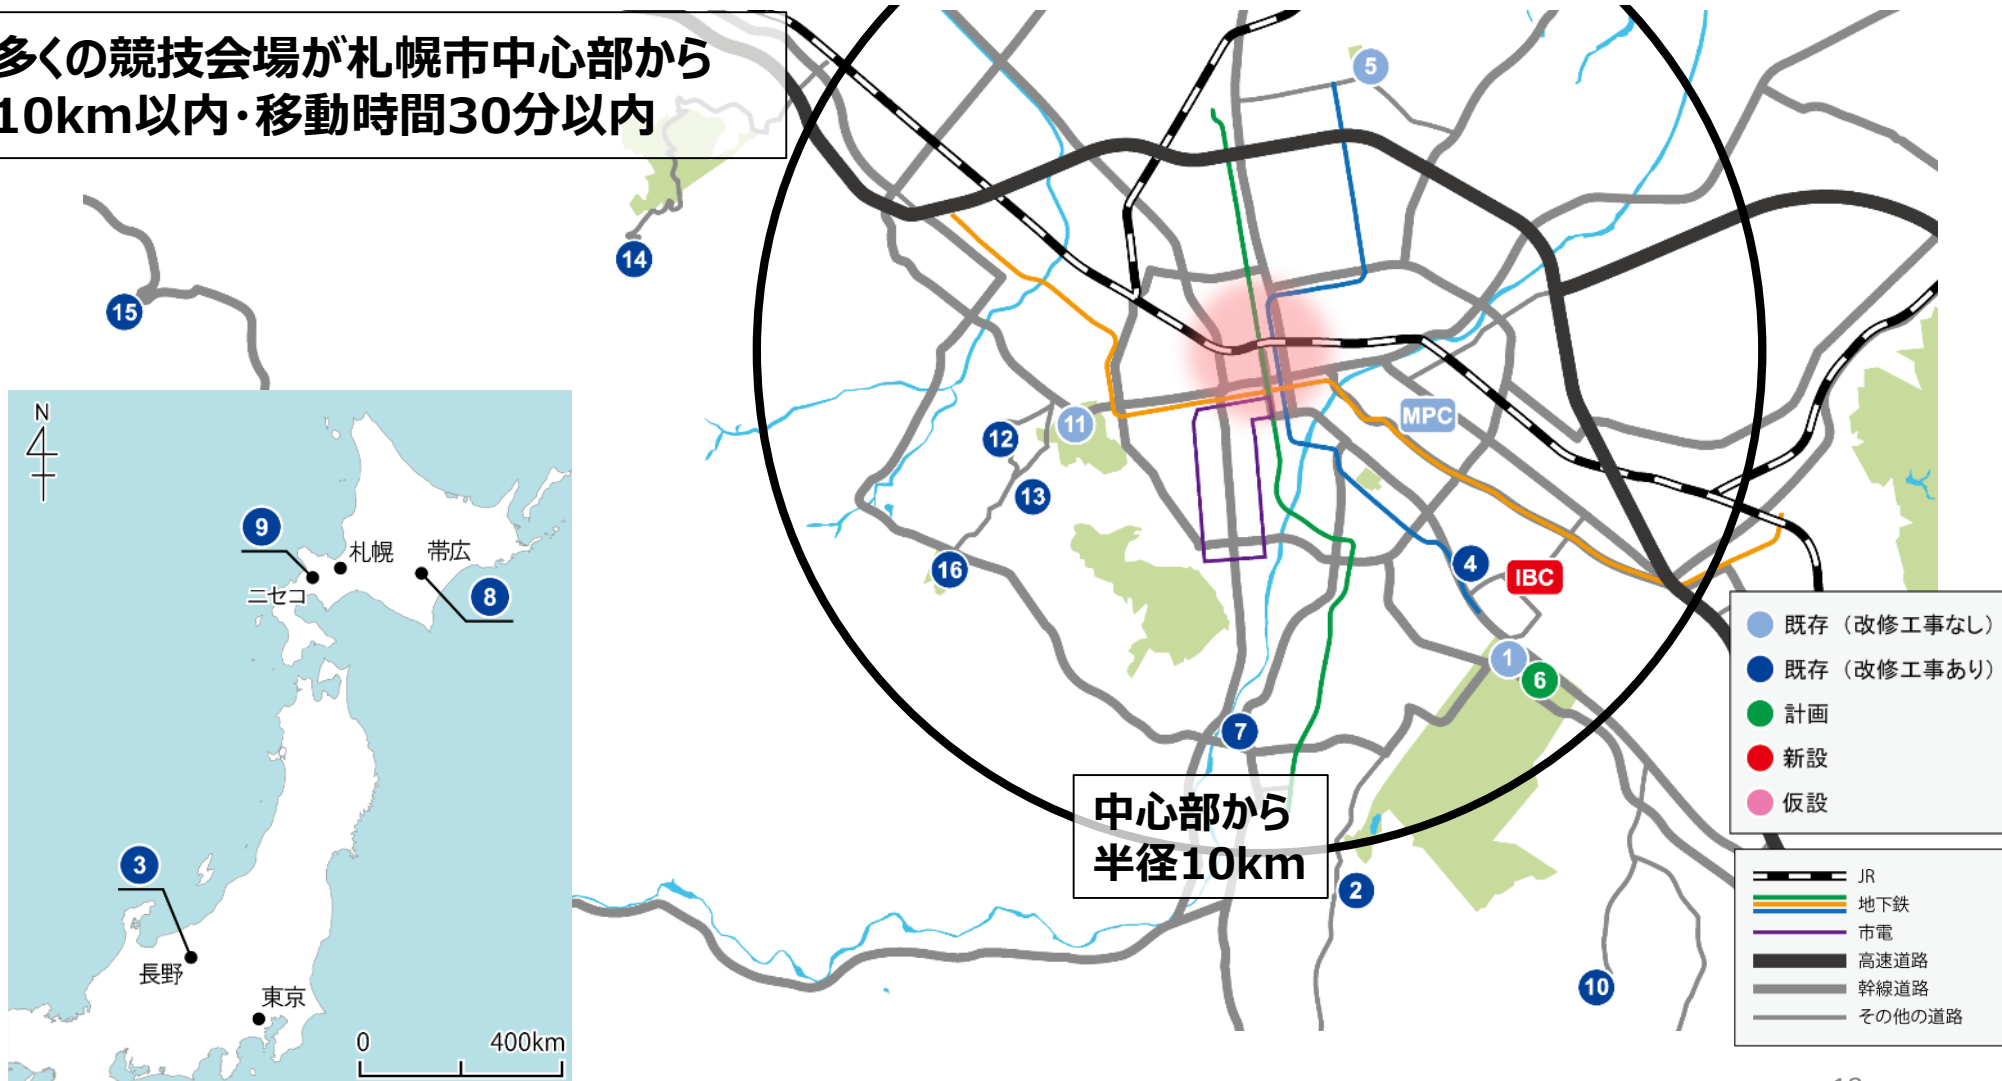 多くの競技会場が札幌市中心部から
10km以内・移動時間30分以内
5
14
15
11
MPC
12
13
16
4
IBC
1
6
7
中心部から
半径10km
2
10
N
9
札幌
帯広
ニセコ
8
3
長野
東京
0
400km
既存（改修工事なし）
既存（改修工事あり）
計画
新設
仮設
JR
地下鉄
市電
高速道路
幹線道路
その他の道路